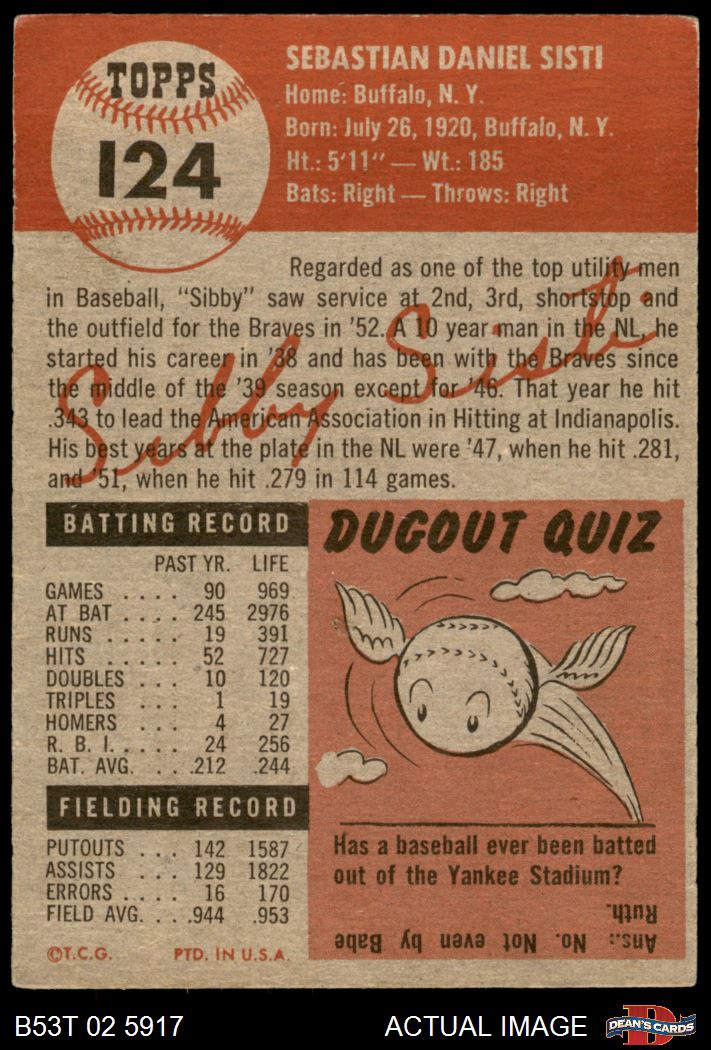 TOPPS
124
SEBASTIAN DANIEL SISTI
Home: Buffalo, N. Y.
Born: July 26, 1920, Buffalo, N. Y.
Ht.: 5'11" — Wt.: 185
Bats: Right — Throws: Right
Regarded as one of the top utility men
in Baseball, "Sibby" saw service at 2nd, 3rd, shortstop and
the outfield for the Braves in '52. A 10 year man in the NL, he
started his career in '38 and has been with the Braves since
the middle of the '39 season except for '46. That year he hit
.343 to lead the American Association in Hitting at Indianapolis.
His best years at the plate in the NL were '47, when he hit .281,
and '51, when he hit .279 in 114 games.
Sibby Sisti
BATTING RECORD
PAST YR. LIFE
GAMES .... 90 969
AT BAT .... 245 2976
RUNS ..... 19 391
HITS ..... 52 727
DOUBLES ... 10 120
TRIPLES ... 1 19
HOMERS ... 4 27
R. B. I. .... 24 256
BAT. AVG. ... .212 .244
FIELDING RECORD
PUTOUTS ... 142 1587
ASSISTS ... 129 1822
ERRORS .... 16 170
FIELD AVG. ... .944 .953
©T.C.G. PTD. IN U.S.A.
DUGOUT QUIZ
Has a baseball ever been batted
out of the Yankee Stadium?
Ans.: No. Not even by Babe
Ruth.
B53T 02 5917 ACTUAL IMAGE
D
DEAN'S CARDS